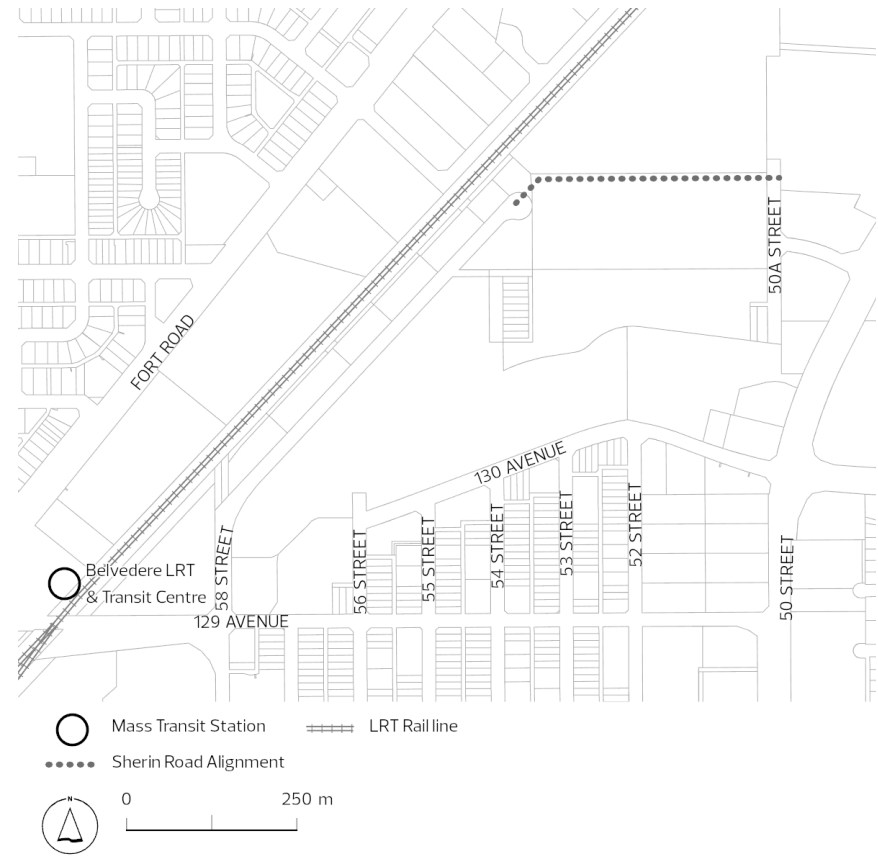 50A STREET
FORT ROAD
130 AVENUE
58 STREET
56 STREET
55 STREET
54 STREET
53 STREET
52 STREET
50 STREET
Belvedere LRT
& Transit Centre
129 AVENUE
Mass Transit Station
LRT Rail line
Sherin Road Alignment
N
0
250 m